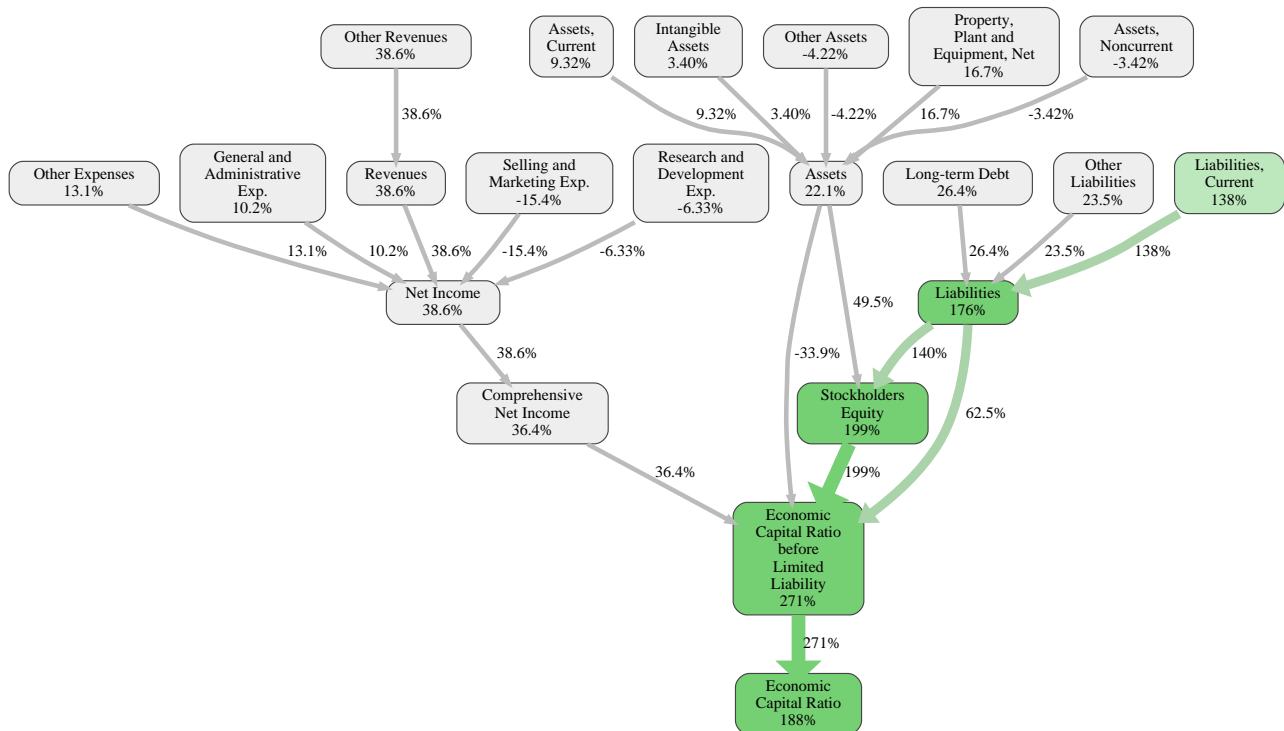 Other Revenues
38.6%
Assets,
Current
9.32%
Intangible
Assets
3.40%
Other Assets
-4.22%
Property,
Plant and
Equipment, Net
16.7%
Assets,
Noncurrent
-3.42%
38.6%
9.32%
3.40%
-4.22%
16.7%
-3.42%
Other Expenses
13.1%
General and
Administrative
Exp.
10.2%
Revenues
38.6%
Selling and
Marketing Exp.
-15.4%
Research and
Development
Exp.
-6.33%
Assets
22.1%
Long-term Debt
26.4%
Other
Liabilities
23.5%
Liabilities,
Current
138%
13.1%
10.2%
38.6%
-15.4%
-6.33%
26.4%
23.5%
138%
Net Income
38.6%
Liabilities
176%
49.5%
38.6%
-33.9%
140%
62.5%
Comprehensive
Net Income
36.4%
Stockholders
Equity
199%
36.4%
199%
Economic
Capital Ratio
before
Limited
Liability
271%
271%
Economic
Capital Ratio
188%